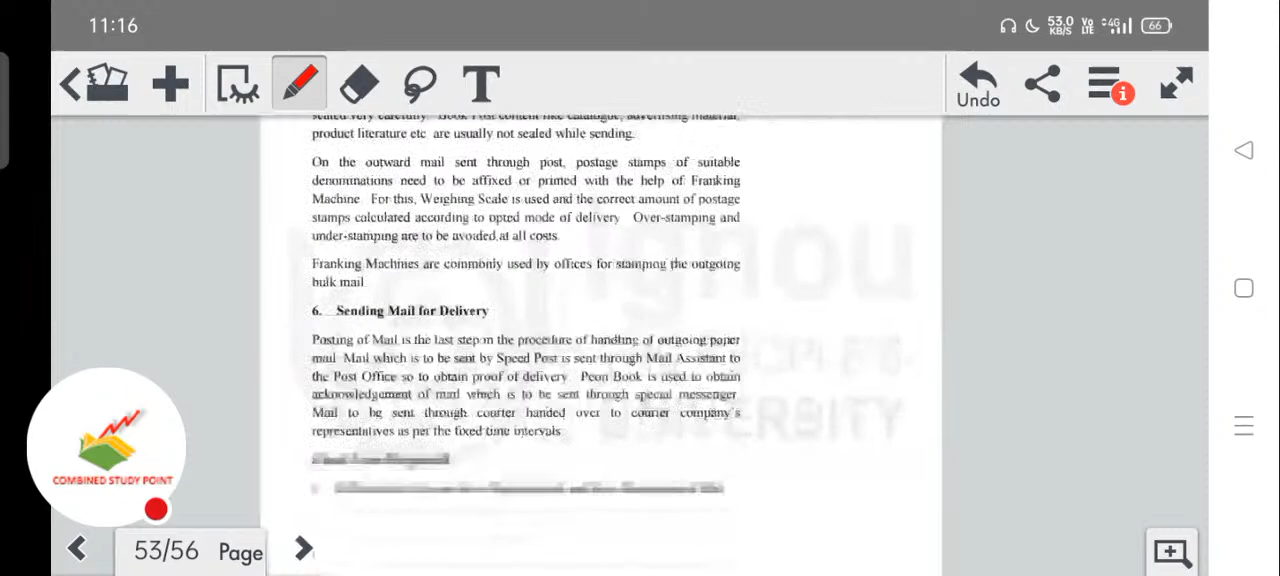 11:16
53.0 KB/S
Vo LTE
4G
66
T
Undo
i
sealed very carefully. Book Post content like catalogue, advertising material,
product literature etc are usually not sealed while sending.
On the outward mail sent through post, postage stamps of suitable
denominations need to be affixed or printed with the help of Franking
Machine For this, Weighing Scale is used and the correct amount of postage
stamps calculated according to opted mode of delivery Over-stamping and
under-stamping are to be avoided at all costs
Franking Machines are commonly used by offices for stamping the outgoing
bulk mail
6. Sending Mail for Delivery
Posting of Mail is the last step in the procedure of handling of outgoing paper
mail Mail which is to be sent by Speed Post is sent through Mail Assistant to
the Post Office so to obtain proof of delivery. Peon Book is used to obtain
acknowledgement of mail which is to be sent through special messenger.
Mail to be sent through courier handed over to courier company's
representatives as per the fixed time intervals
ignou
UNIVERSITY
COMBINED STUDY POINT
53/56 Page